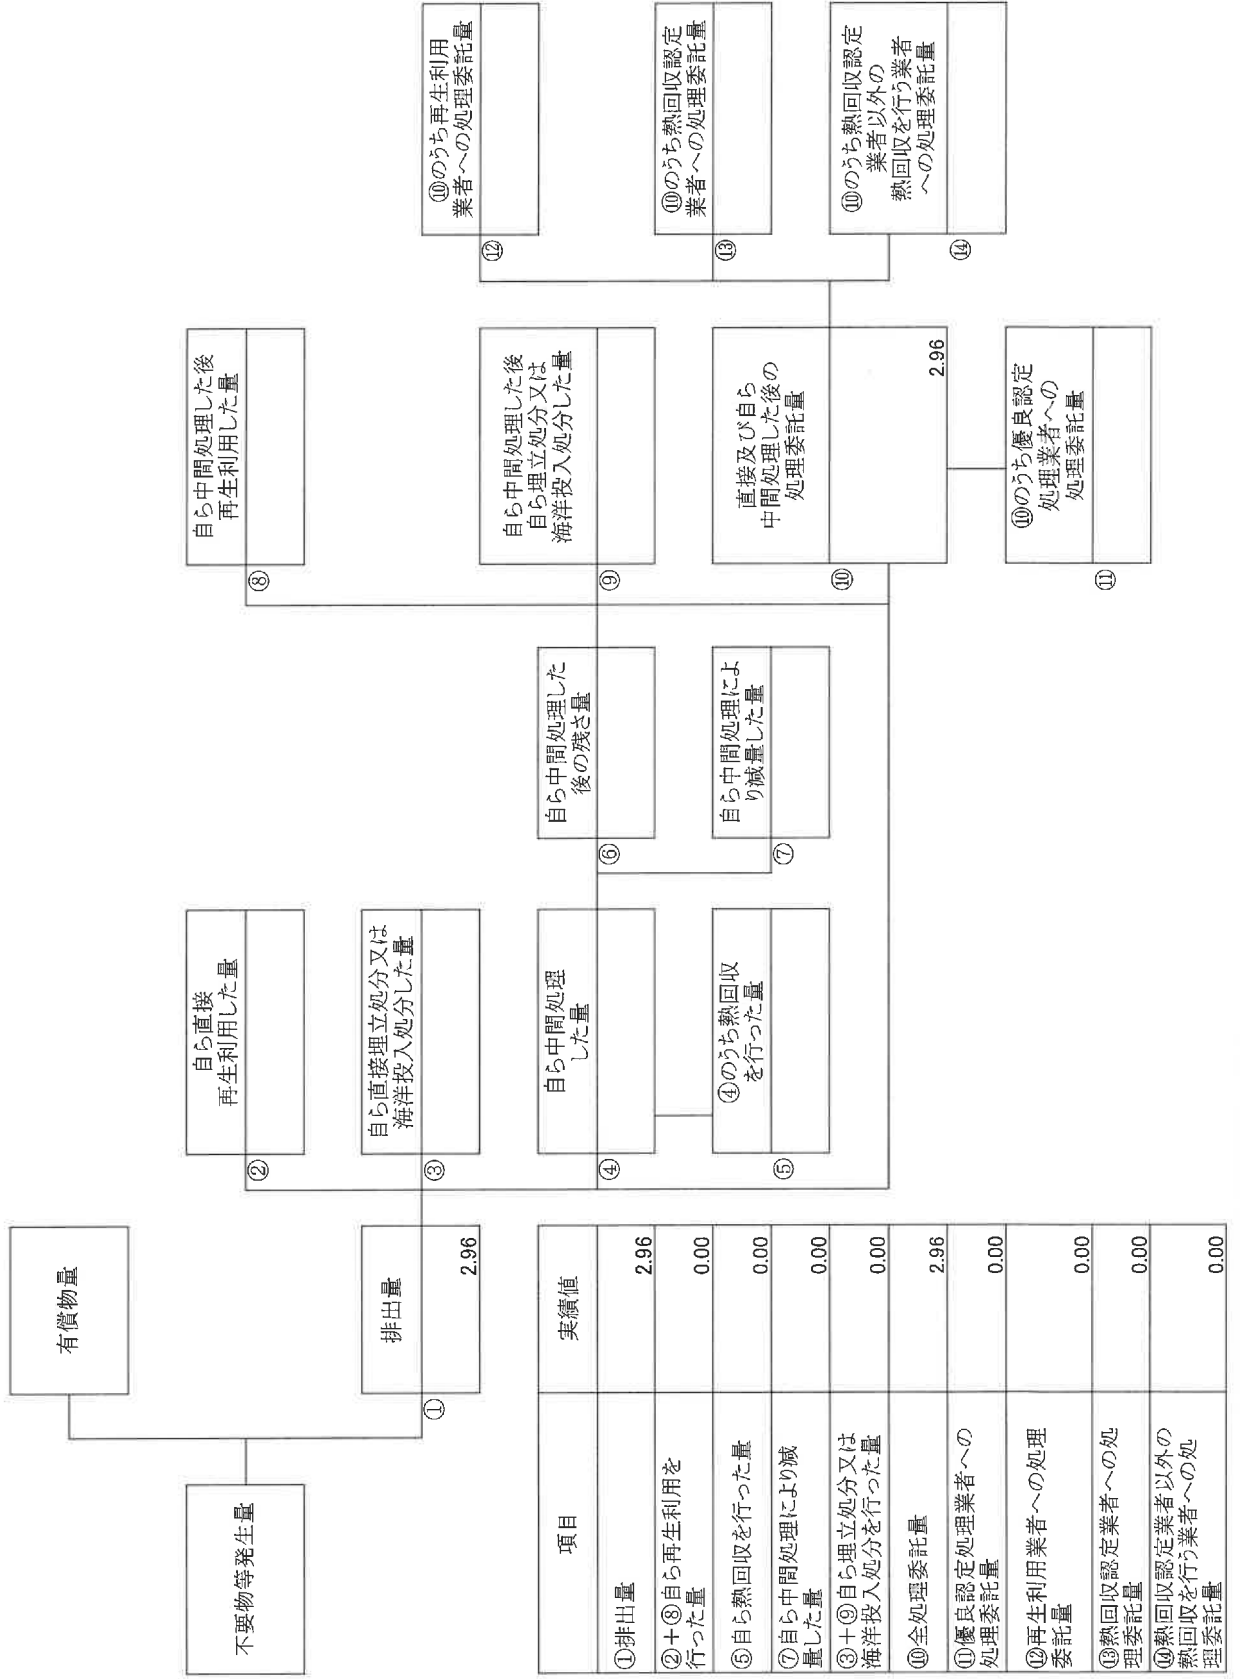 不要物等発生量
有償物量
排出量
①
2.96
自ら直接
再生利用した量
②
自ら直接埋立処分又は
海洋投入処分した量
③
自ら中間処理
した量
④
④のうち熱回収
を行った量
⑤
自ら中間処理した
後の残さ量
⑥
自ら中間処理によ
り減量した量
⑦
自ら中間処理した後
再生利用した量
⑧
自ら中間処理した後
自ら埋立処分又は
海洋投入処分した量
⑨
直接及び自ら
中間処理した後の
処理委託量
⑩
2.96
⑩のうち優良認定
処理業者への
処理委託量
⑪
⑩のうち再生利用
業者への処理委託量
⑫
⑩のうち熱回収認定
業者への処理委託量
⑬
⑩のうち熱回収認定
業者以外の
熱回収を行う業者
への処理委託量
⑭
項目 実績値
①排出量 2.96
②＋⑧自ら再生利用を
行った量 0.00
⑤自ら熱回収を行った量 0.00
⑦自ら中間処理により減
量した量 0.00
③＋⑨自ら埋立処分又は
海洋投入処分を行った量 0.00
⑩全処理委託量 2.96
⑪優良認定処理業者への
処理委託量 0.00
⑫再生利用業者への処理
委託量 0.00
⑬熱回収認定業者への処
理委託量 0.00
⑭熱回収認定業者以外の
熱回収を行う業者への処
理委託量 0.00